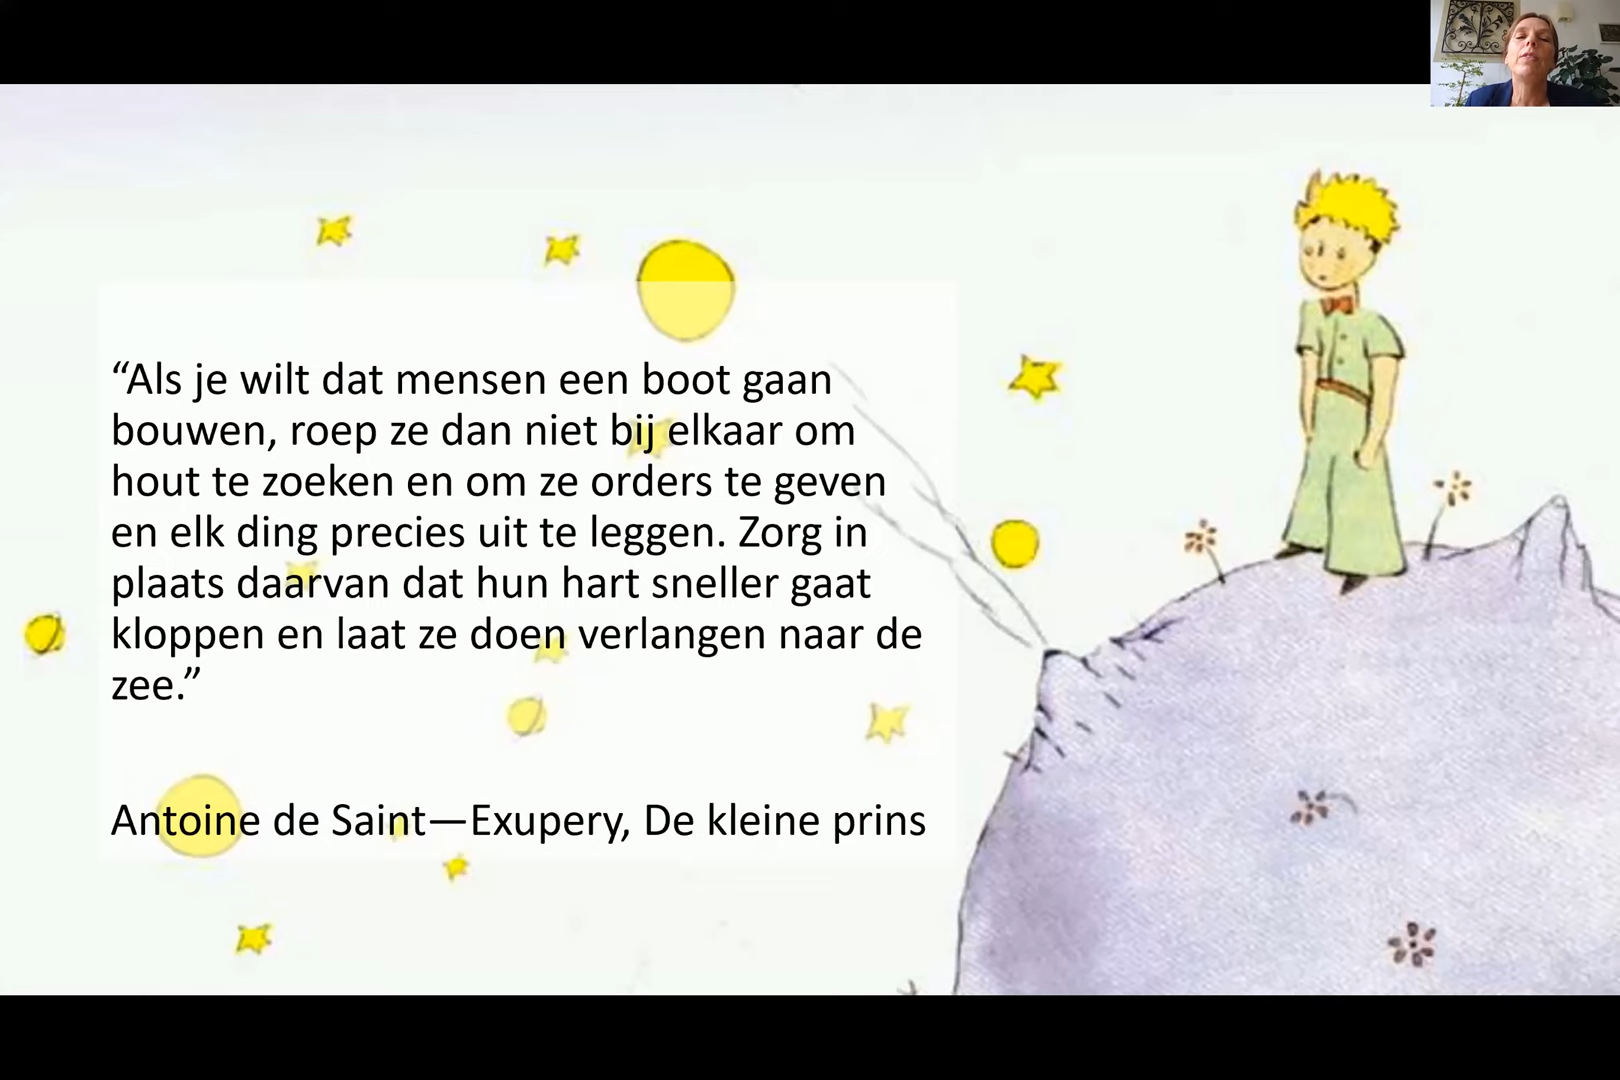 “Als je wilt dat mensen een boot gaan
bouwen, roep ze dan niet bij elkaar om
hout te zoeken en om ze orders te geven
en elk ding precies uit te leggen. Zorg in
plaats daarvan dat hun hart sneller gaat
kloppen en laat ze doen verlangen naar de
zee.”
Antoine de Saint—Exupery, De kleine prins